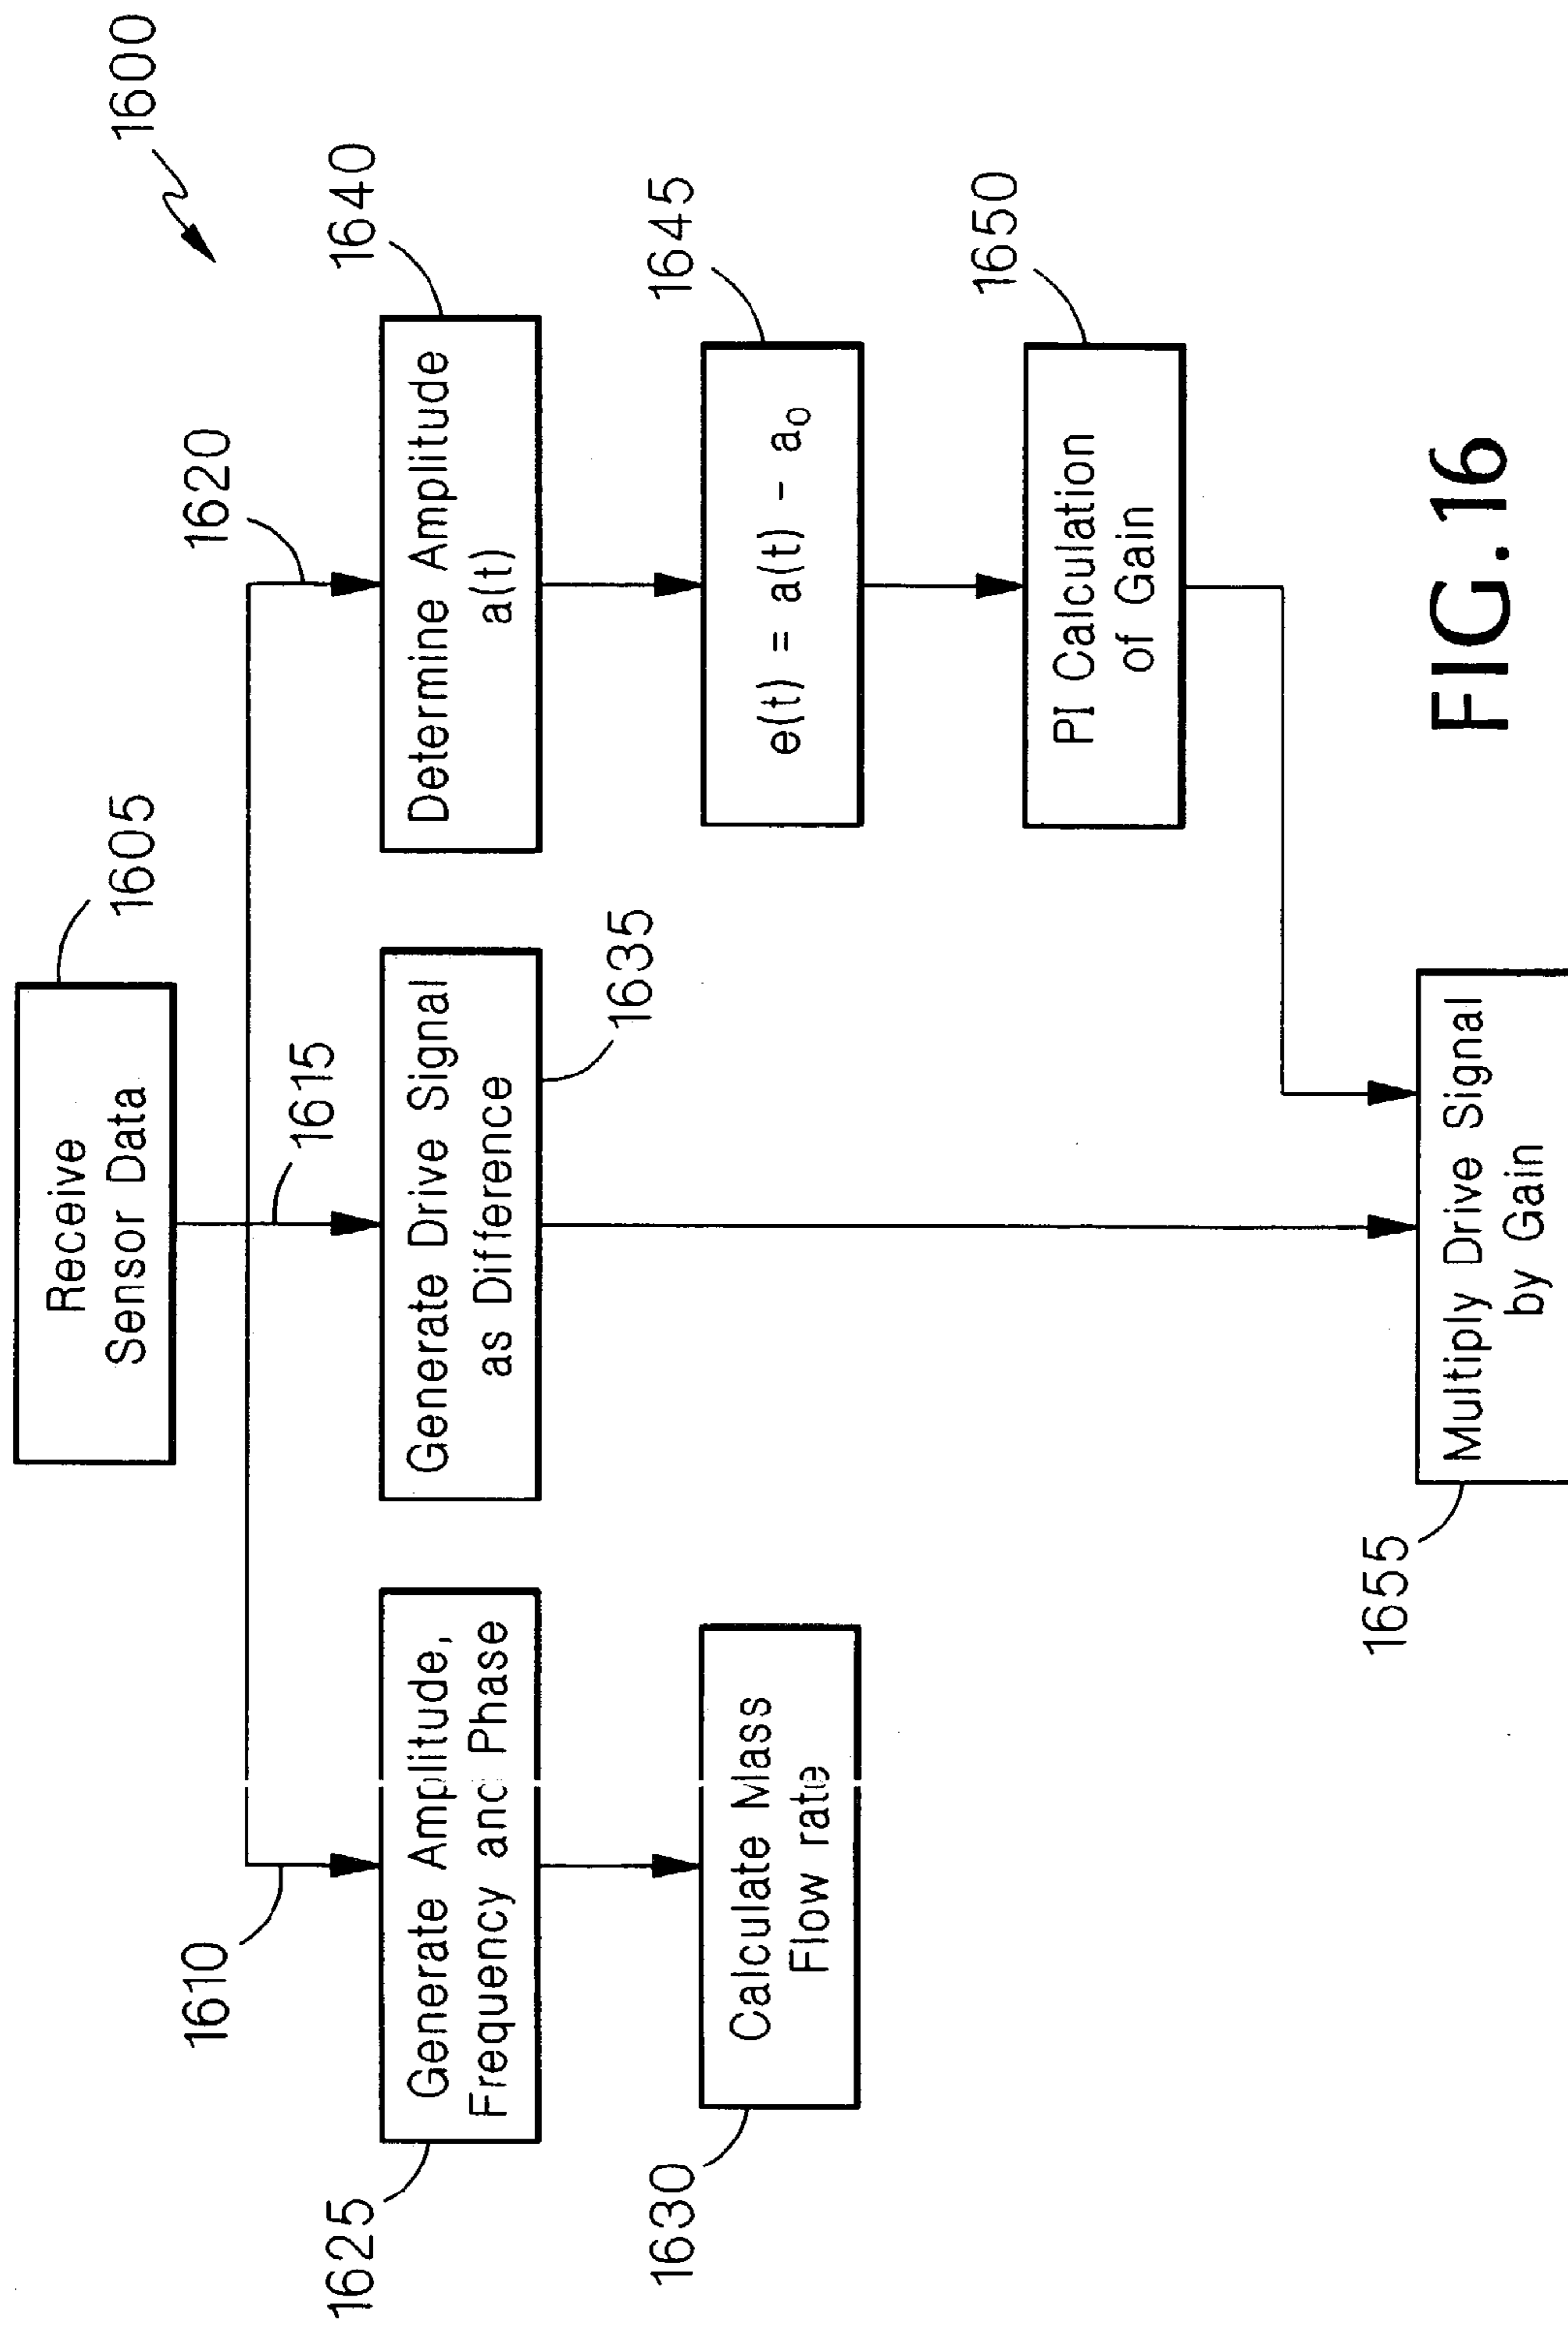 1600
Receive
Sensor Data
1605
1610
1615
1620
1625
Generate Amplitude,
Frequency and Phase
Generate Drive Signal
as Difference
1635
Determine Amplitude
a(t)
1640
1630
Calculate Mass
Flow rate
e(t) = a(t) - a₀
1645
PI Calculation
of Gain
1650
1655
Multiply Drive Signal
by Gain
FIG.16